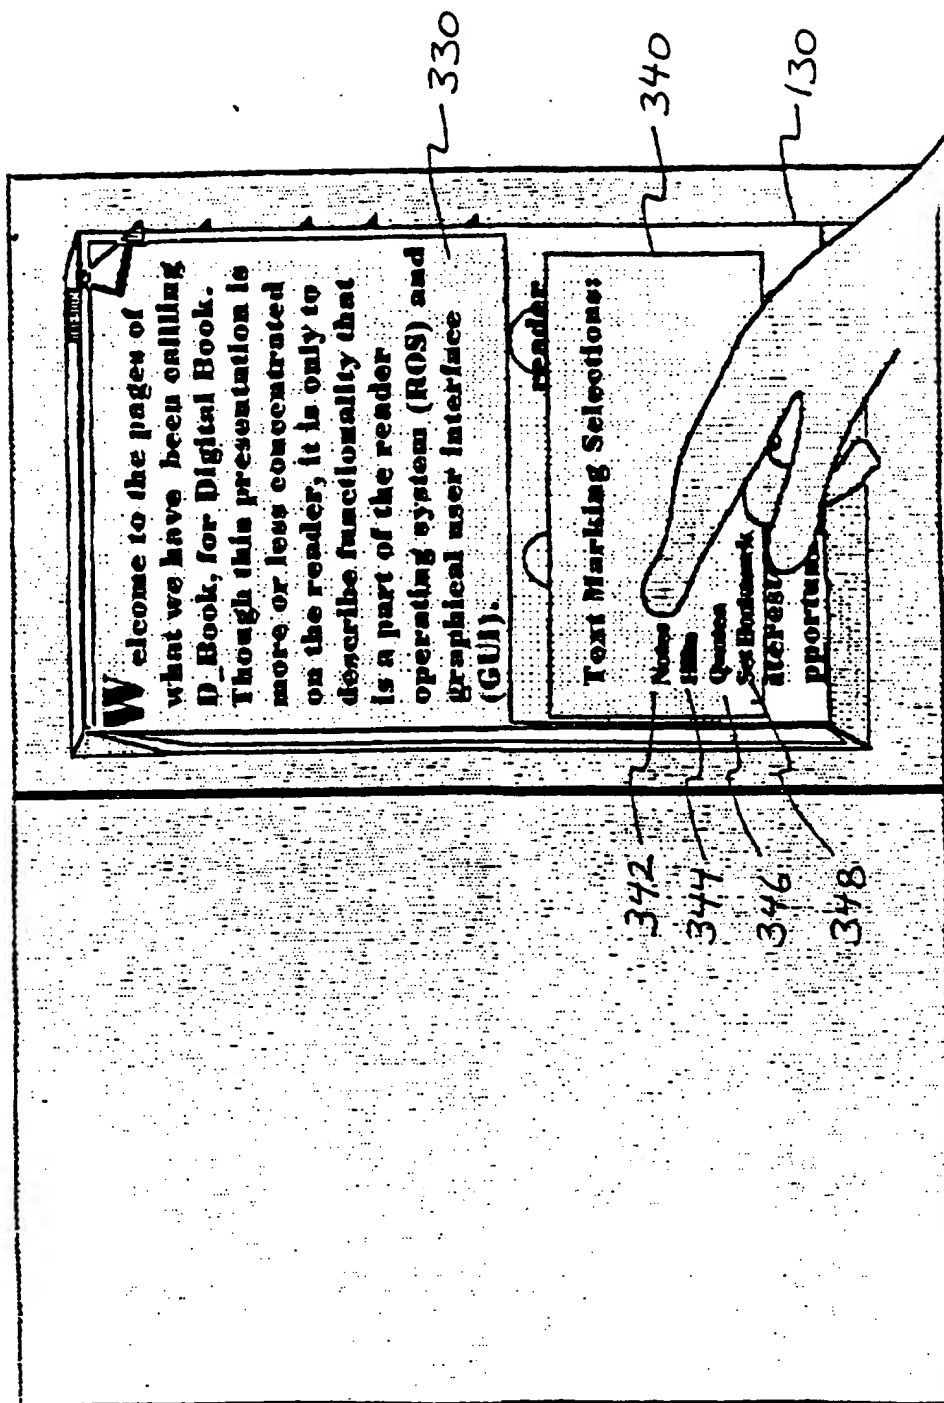 Welcome to the pages of
what we have been calling
D_Book, for Digital Book.
Though this presentation is
more or less concentrated
on the reader, it is only to
describe functionality that
is a part of the reader
operating system (ROS) and
graphical user interface
(GUI).
reader
Text Marking Selections:
Notes
Quotes
Set Bookmark
iterest
pportun
330
340
130
342
344
346
348